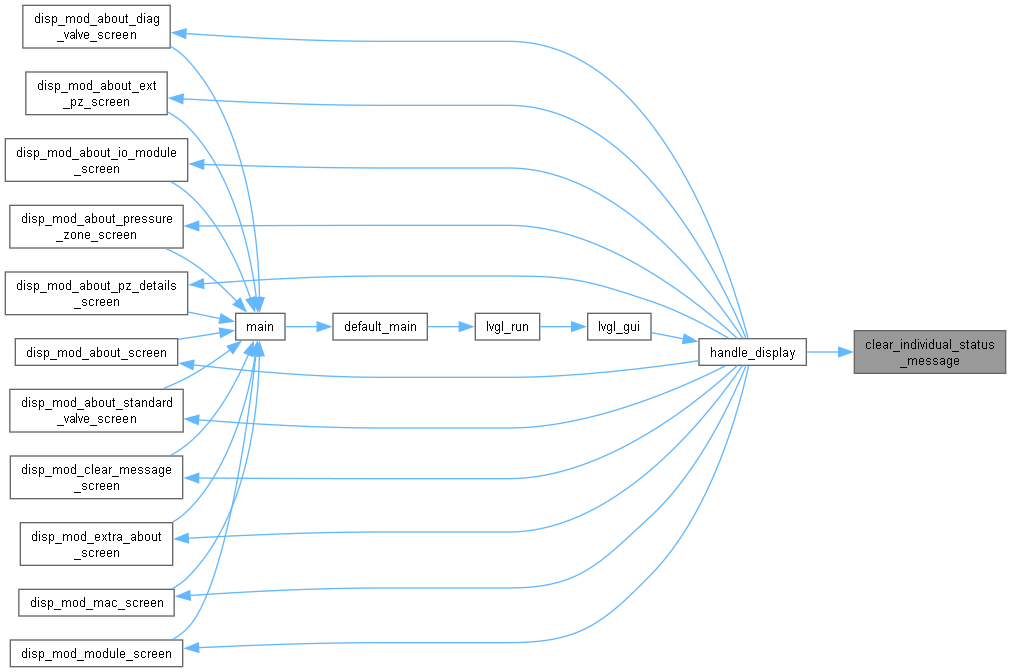 disp_mod_about_diag
_valve_screen
disp_mod_about_ext
_pz_screen
disp_mod_about_io_module
_screen
disp_mod_about_pressure
_zone_screen
disp_mod_about_pz_details
_screen
disp_mod_about_screen
disp_mod_about_standard
_valve_screen
disp_mod_clear_message
_screen
disp_mod_extra_about
_screen
disp_mod_mac_screen
disp_mod_module_screen
main
default_main
lvgl_run
lvgl_gui
handle_display
clear_individual_status
_message